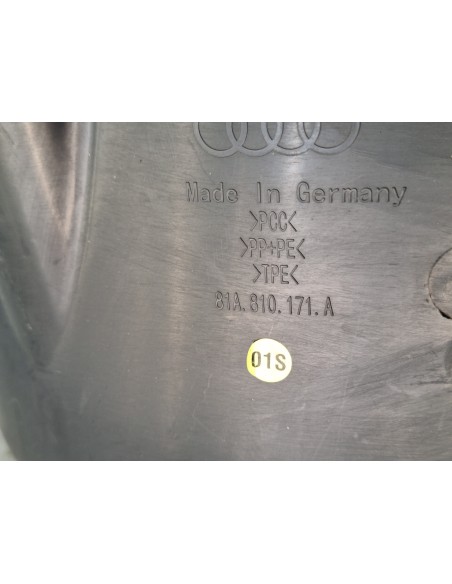 Made In Germany
>PCC<
>PP+PE<
>TPE<
81A.810.171.A
01S